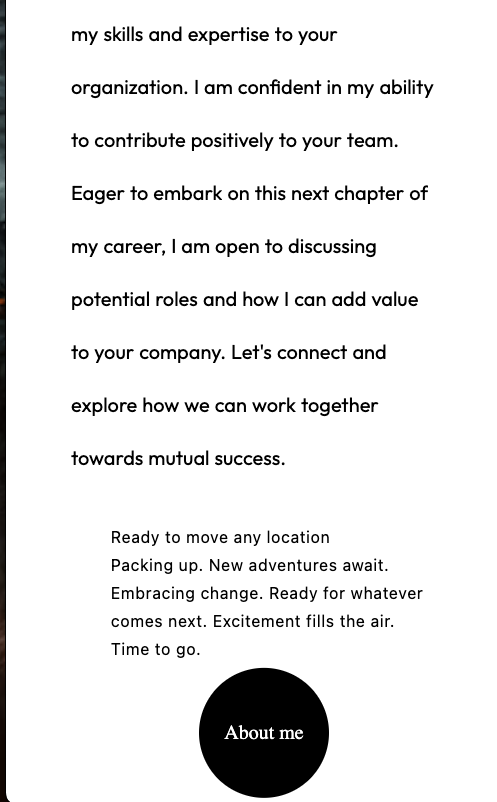 my skills and expertise to your
organization. I am confident in my ability
to contribute positively to your team.
Eager to embark on this next chapter of
my career, I am open to discussing
potential roles and how I can add value
to your company. Let's connect and
explore how we can work together
towards mutual success.
Ready to move any location
Packing up. New adventures await.
Embracing change. Ready for whatever
comes next. Excitement fills the air.
Time to go.
About me